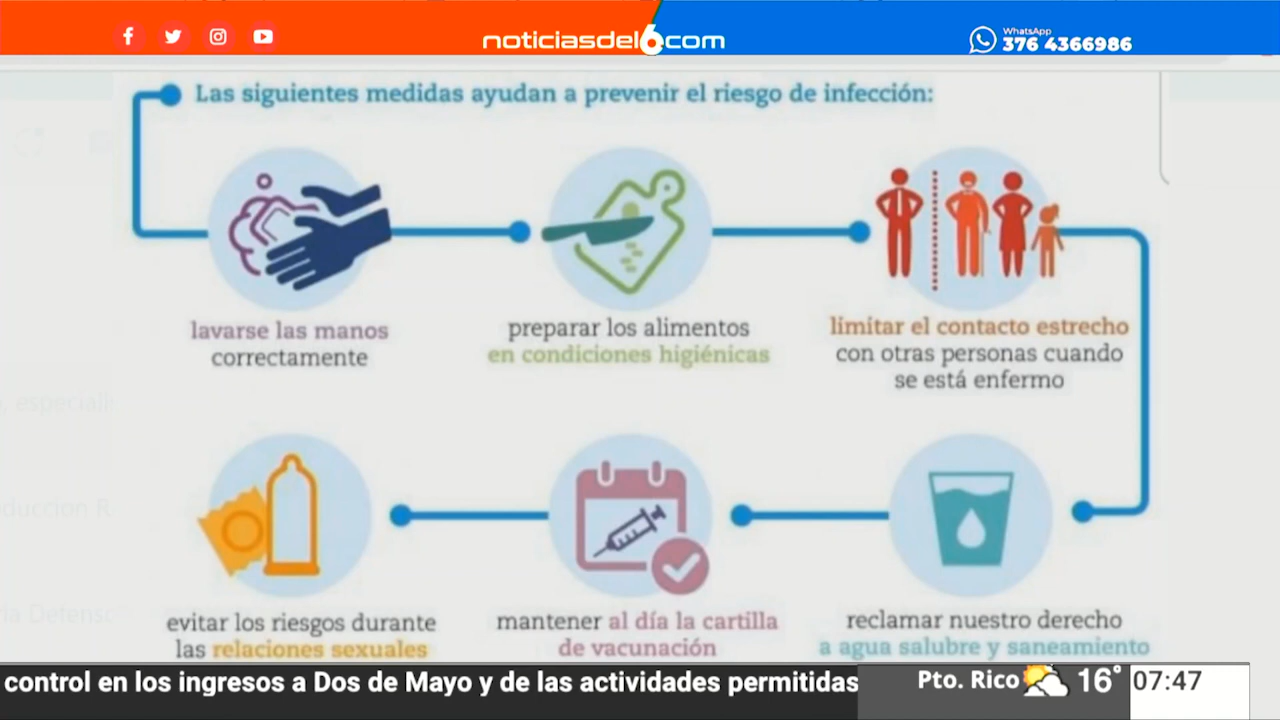 noticiasdel6.com
WhatsApp
376 4366986
Las siguientes medidas ayudan a prevenir el riesgo de infección:
lavarse las manos
correctamente
preparar los alimentos
en condiciones higiénicas
limitar el contacto estrecho
con otras personas cuando
se está enfermo
evitar los riesgos durante
las relaciones sexuales
mantener al día la cartilla
de vacunación
reclamar nuestro derecho
a agua salubre y saneamiento
control en los ingresos a Dos de Mayo y de las actividades permitidas
Pto. Rico 16° 07:47